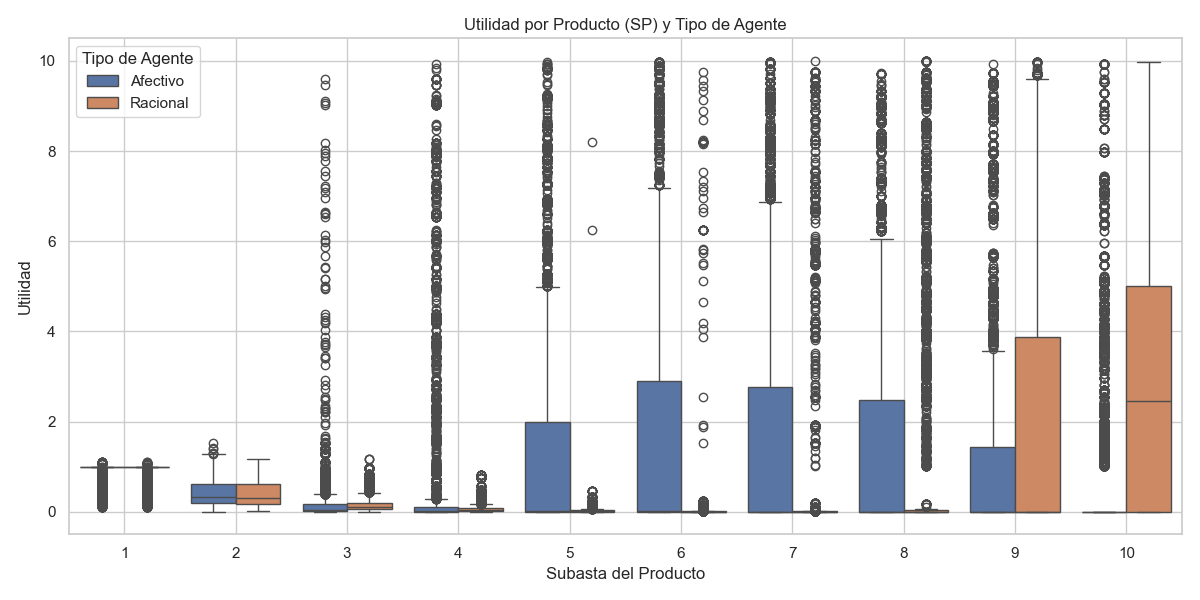 Utilidad por Producto (SP) y Tipo de Agente
Tipo de Agente
Afectivo
Racional
Utilidad
10
8
6
4
2
0
1 2 3 4 5 6 7 8 9 10
Subasta del Producto